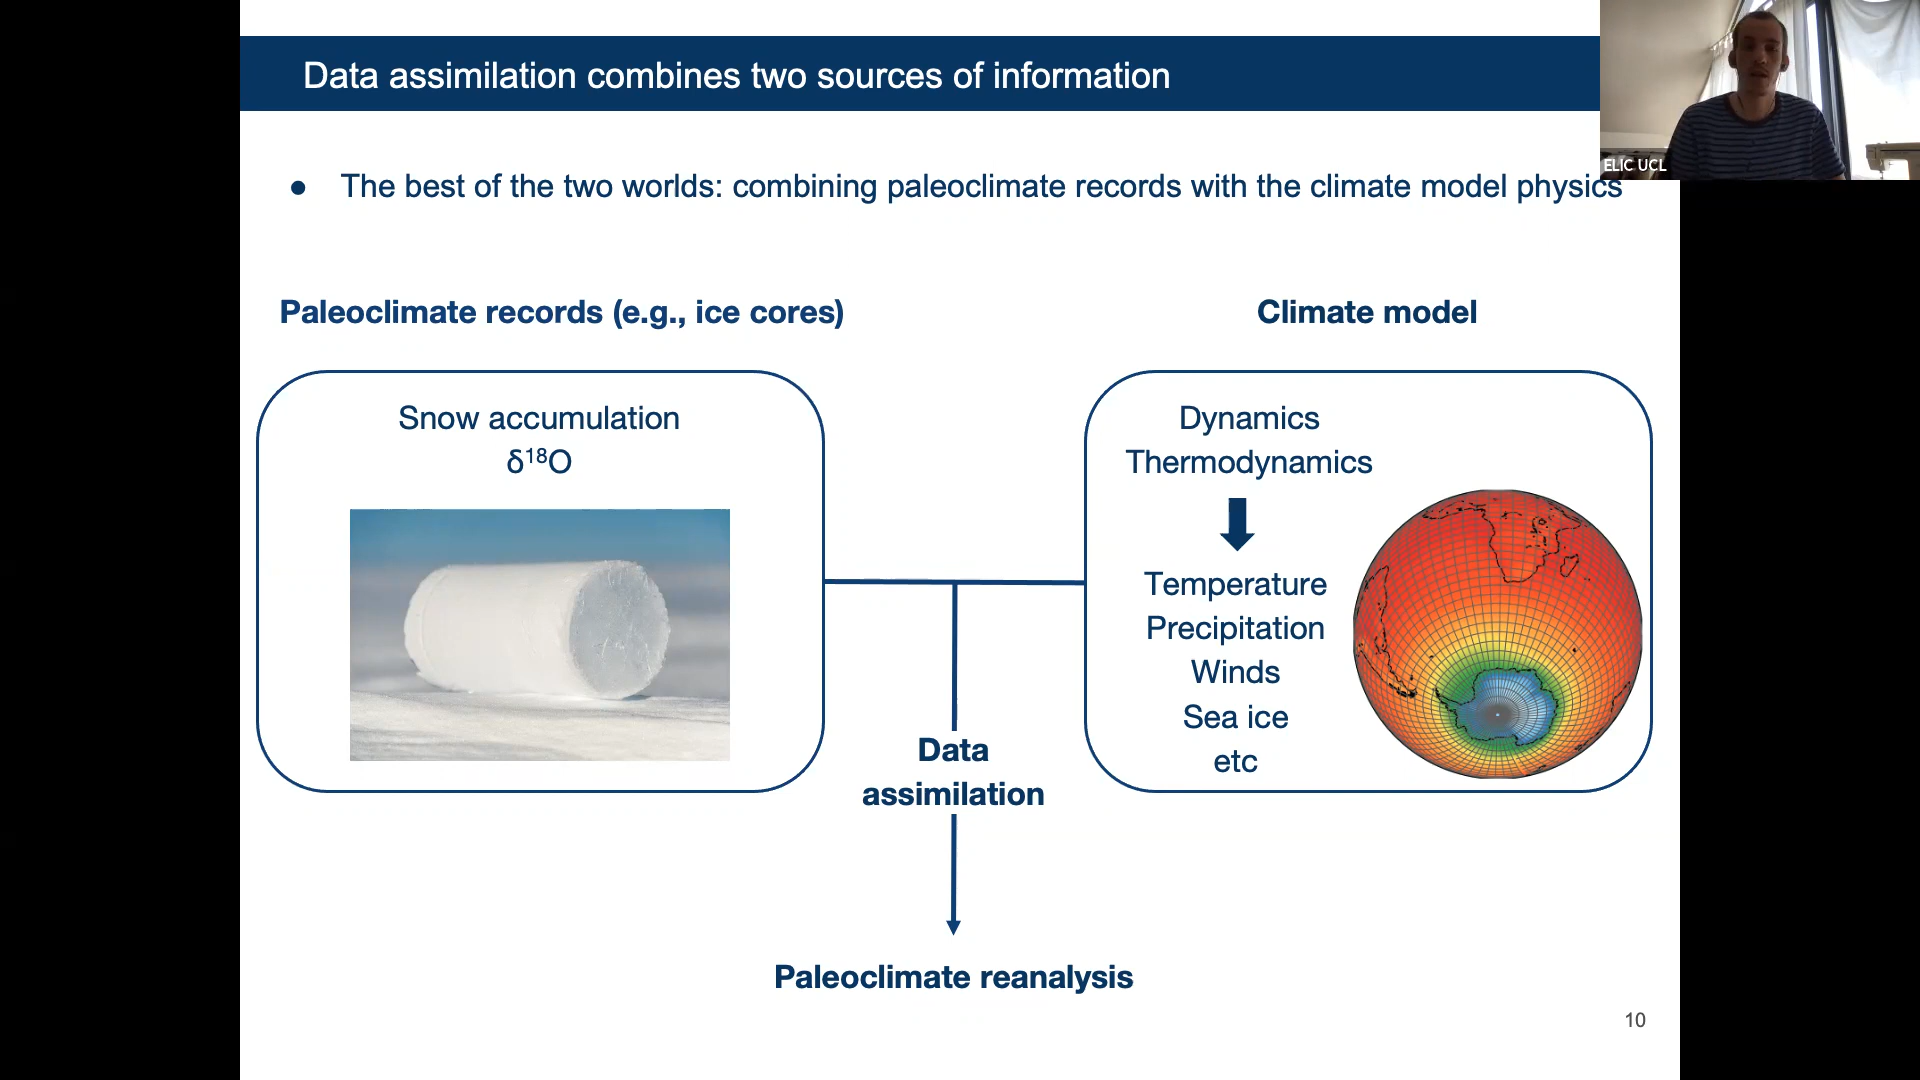 Data assimilation combines two sources of information
ELIC UCL
● The best of the two worlds: combining paleoclimate records with the climate model physics
Paleoclimate records (e.g., ice cores)
Climate model
Snow accumulation
δ¹⁸O
Dynamics
Thermodynamics
Temperature
Precipitation
Winds
Sea ice
etc
Data
assimilation
Paleoclimate reanalysis
10